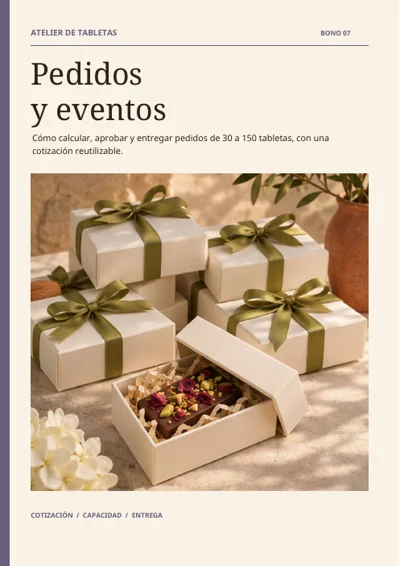 ATELIER DE TABLETAS
BONO 07
Pedidos
y eventos
Cómo calcular, aprobar y entregar pedidos de 30 a 150 tabletas, con una
cotización reutilizable.
COTIZACIÓN / CAPACIDAD / ENTREGA